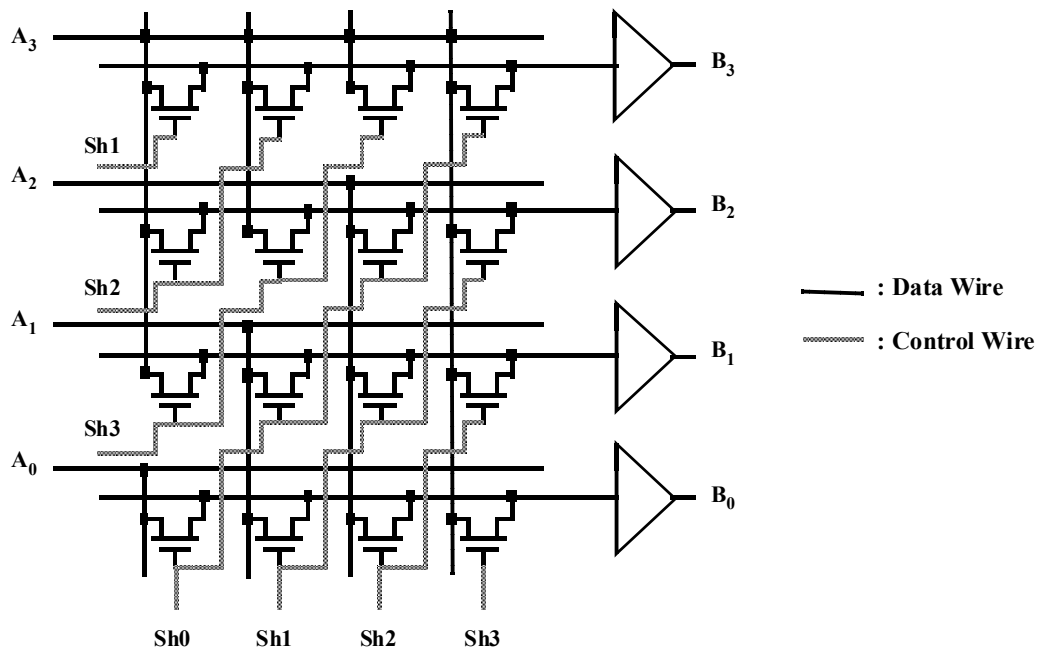 A3
B3
Sh1
A2
B2
Sh2
: Data Wire
A1
B1
: Control Wire
Sh3
A0
B0
Sh0 Sh1 Sh2 Sh3